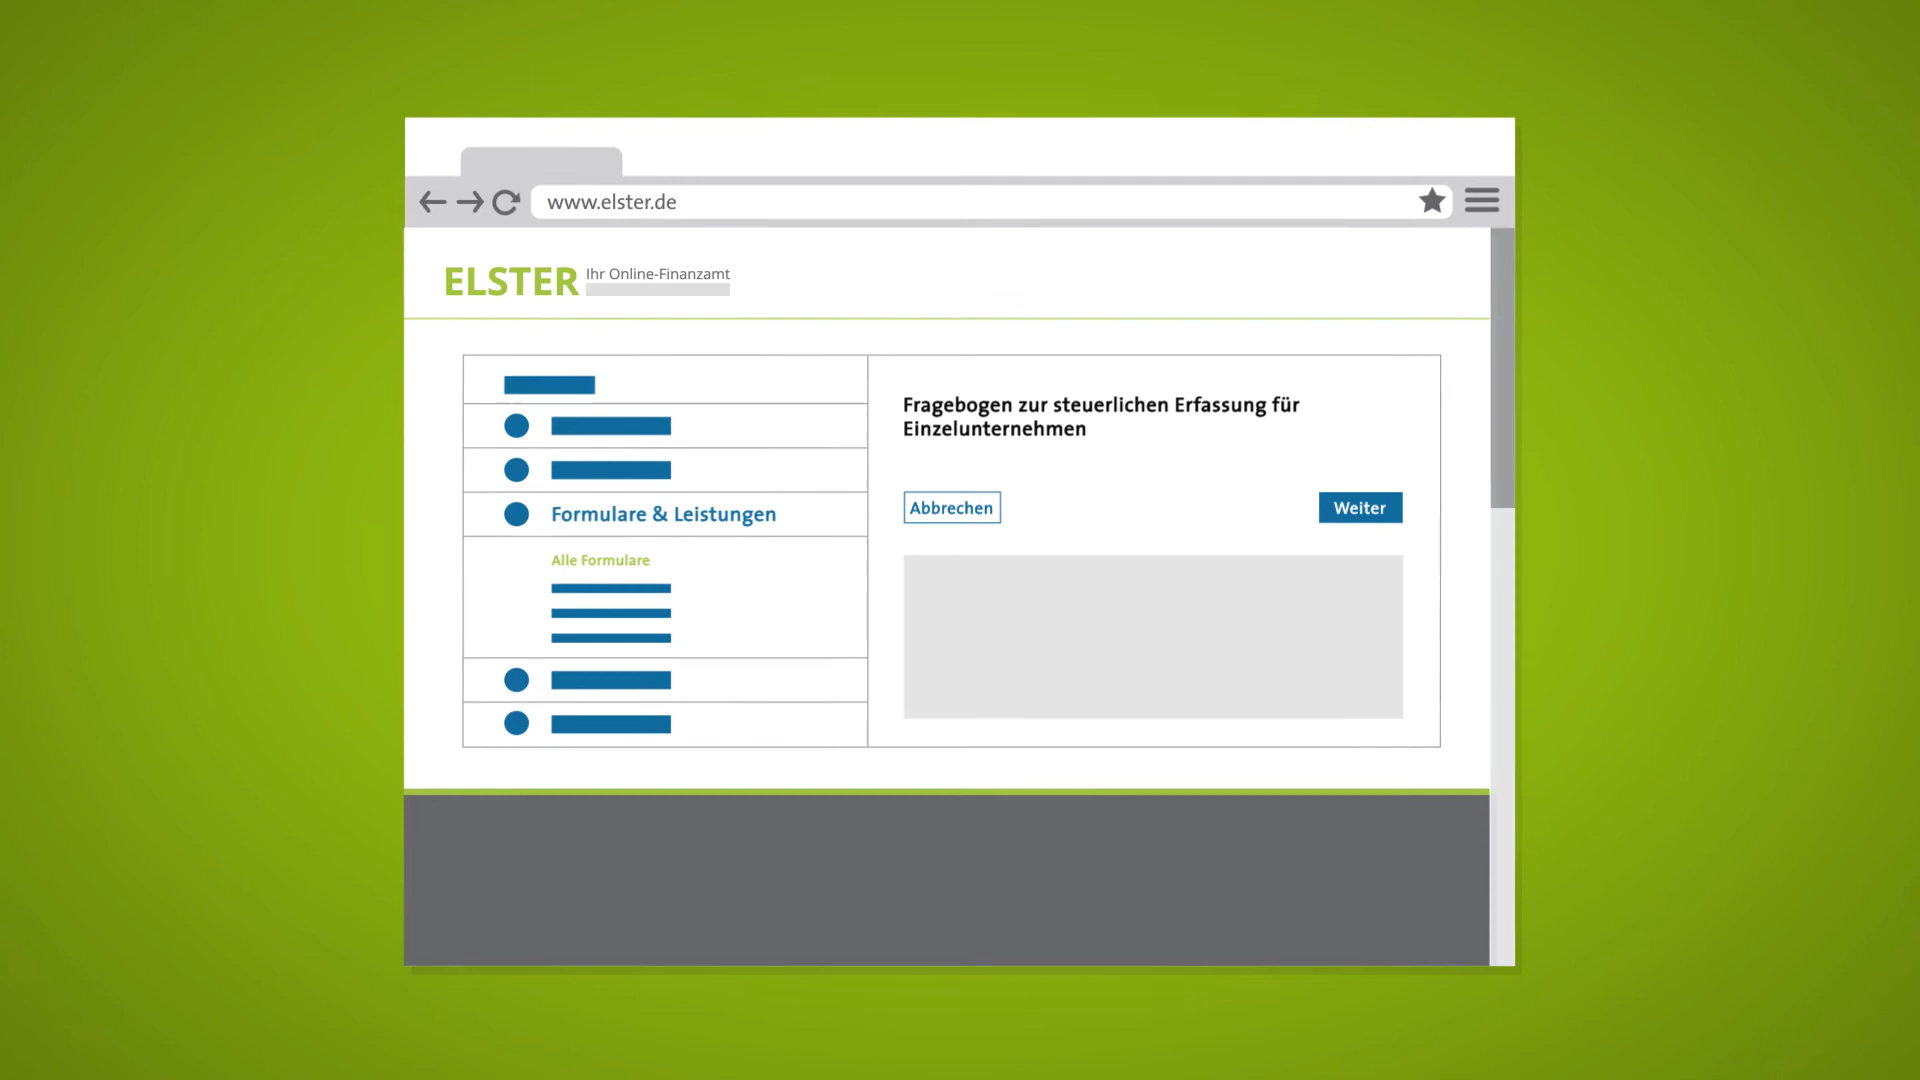 www.elster.de
ELSTER Ihr Online-Finanzamt
Formulare & Leistungen
Alle Formulare
Fragebogen zur steuerlichen Erfassung für
Einzelunternehmen
Abbrechen
Weiter